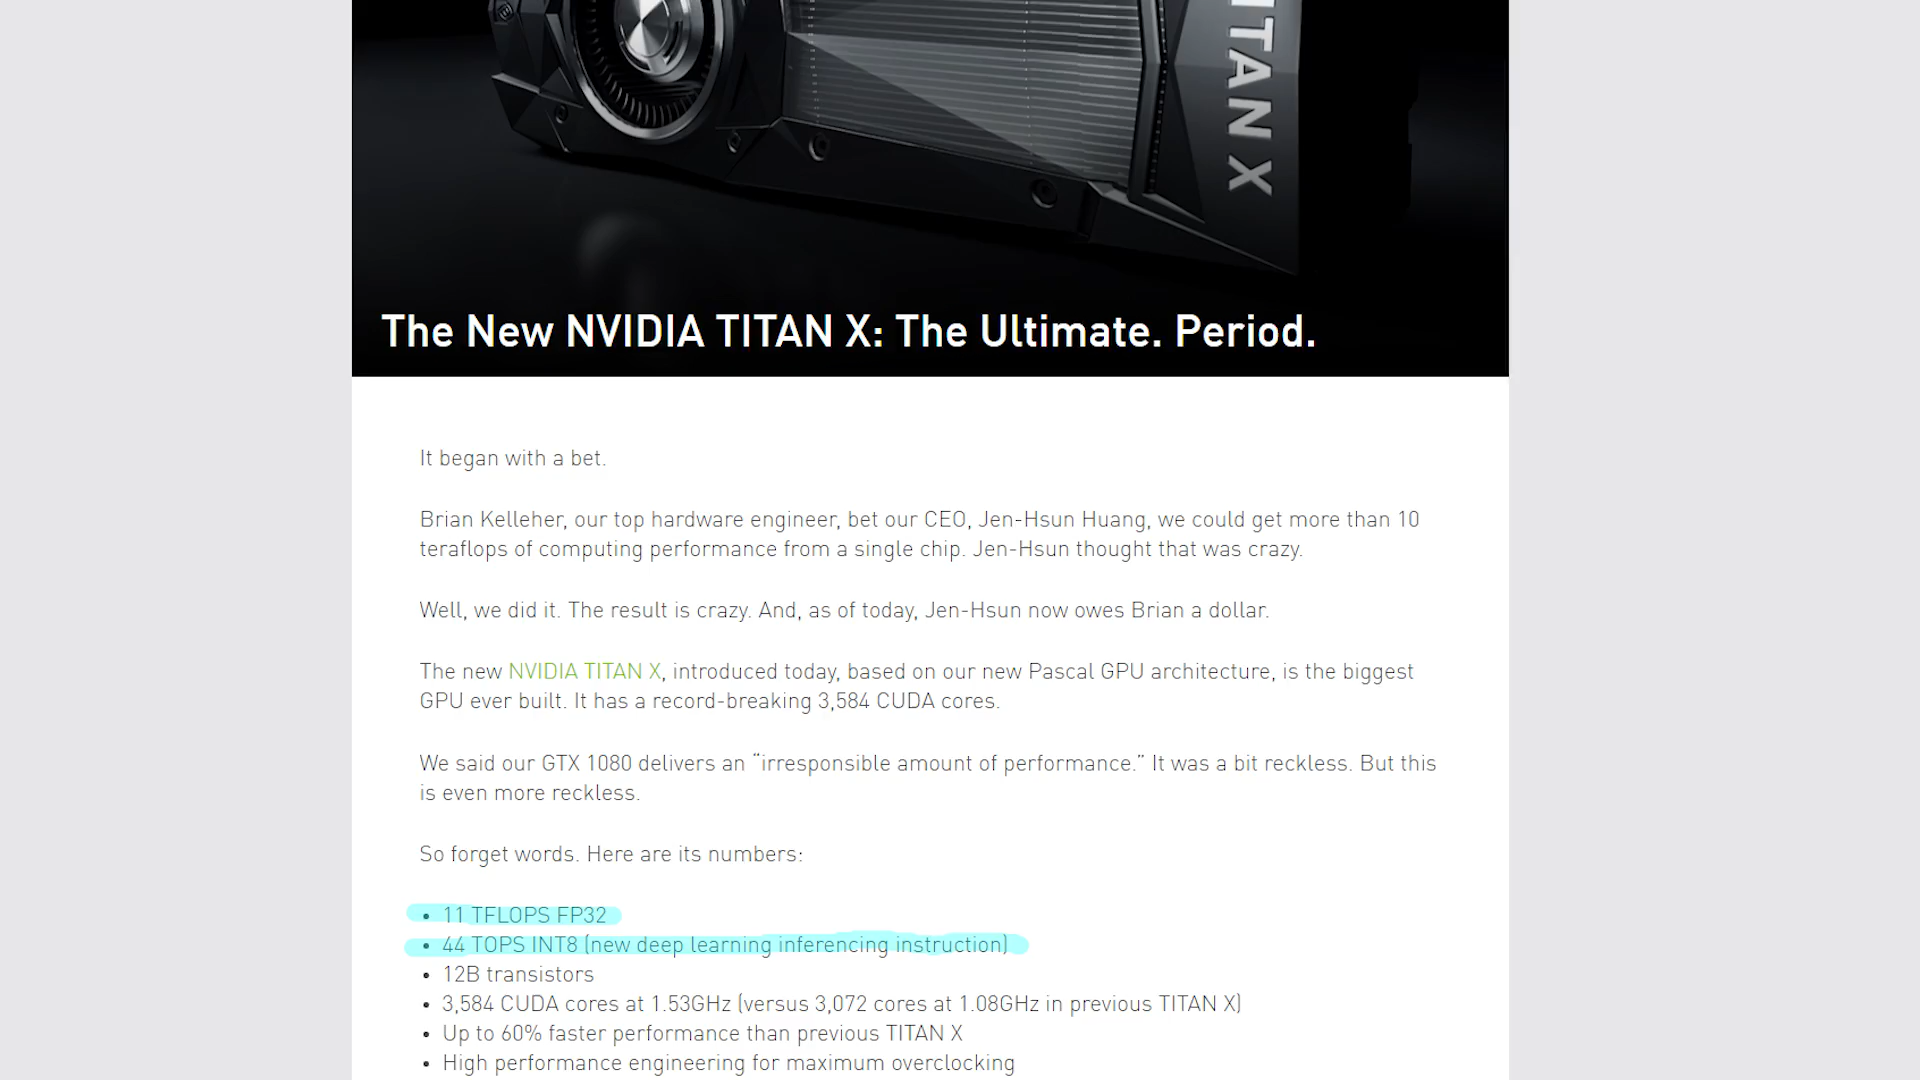 TITAN X
The New NVIDIA TITAN X: The Ultimate. Period.
It began with a bet.
Brian Kelleher, our top hardware engineer, bet our CEO, Jen-Hsun Huang, we could get more than 10
teraflops of computing performance from a single chip. Jen-Hsun thought that was crazy.
Well, we did it. The result is crazy. And, as of today, Jen-Hsun now owes Brian a dollar.
The new NVIDIA TITAN X, introduced today, based on our new Pascal GPU architecture, is the biggest
GPU ever built. It has a record-breaking 3,584 CUDA cores.
We said our GTX 1080 delivers an “irresponsible amount of performance.” It was a bit reckless. But this
is even more reckless.
So forget words. Here are its numbers:
• 11 TFLOPS FP32
• 44 TOPS INT8 (new deep learning inferencing instruction)
• 12B transistors
• 3,584 CUDA cores at 1.53GHz (versus 3,072 cores at 1.08GHz in previous TITAN X)
• Up to 60% faster performance than previous TITAN X
• High performance engineering for maximum overclocking